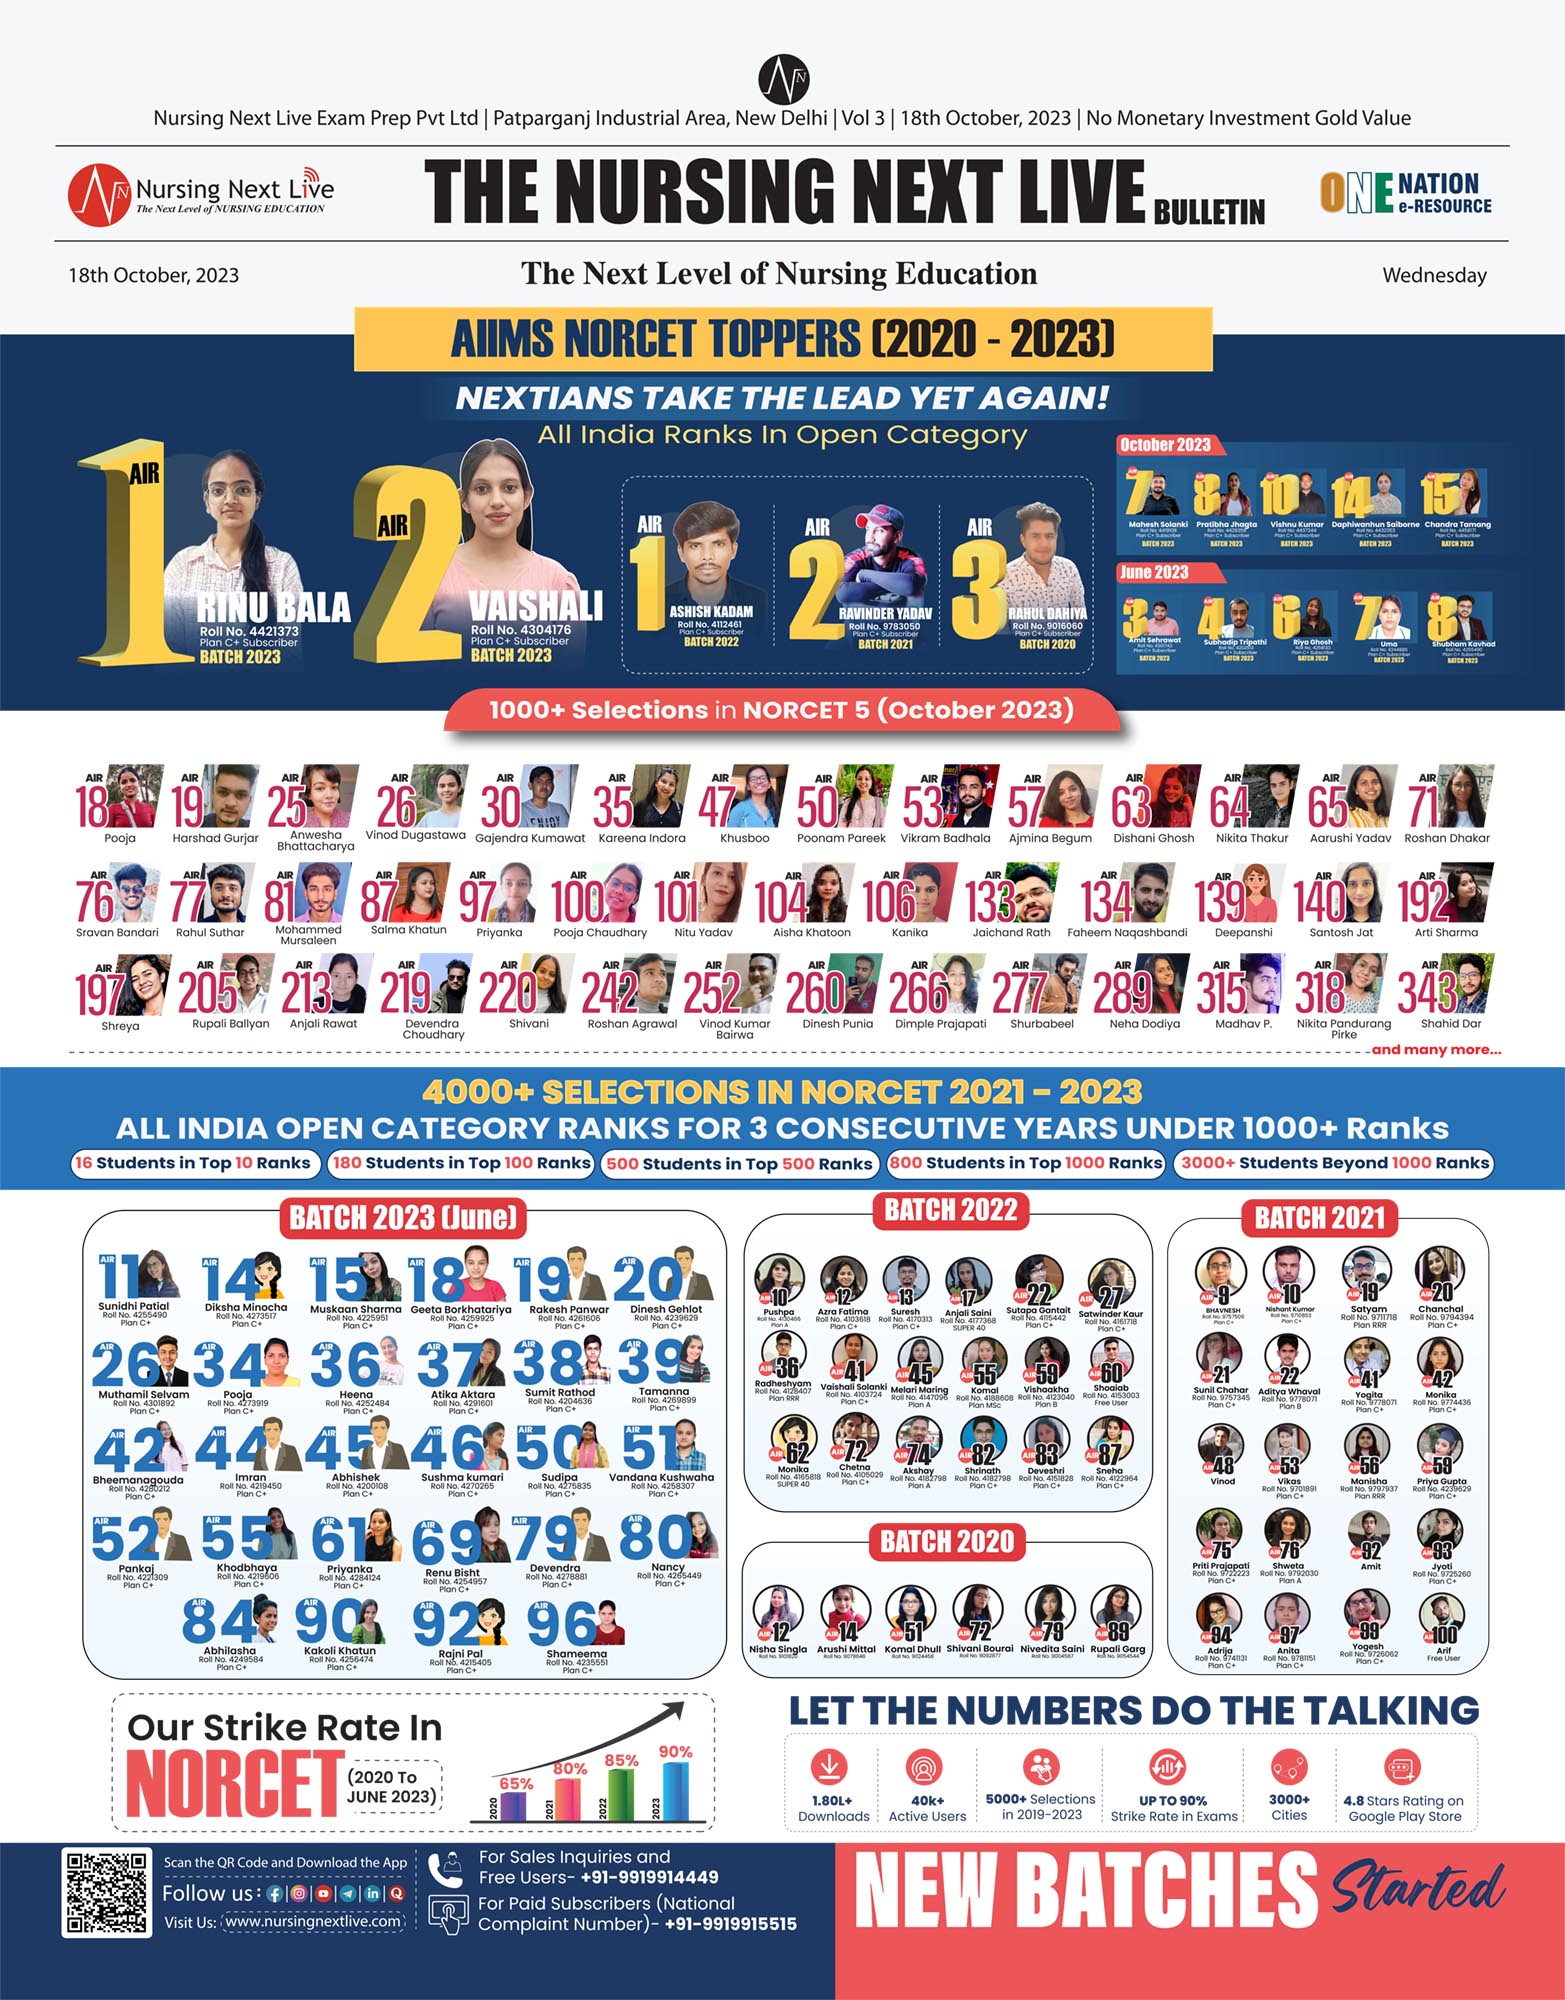 Nursing Next Live Exam Prep Pvt Ltd | Patparganj Industrial Area, New Delhi | Vol 3 | 18th October, 2023 | No Monetary Investment Gold Value
Nursing Next Live
The Next Level of NURSING EDUCATION
THE NURSING NEXT LIVE BULLETIN
ONE NATION
e-RESOURCE
18th October, 2023
The Next Level of Nursing Education
Wednesday
AIIMS NORCET TOPPERS (2020 - 2023)
NEXTIANS TAKE THE LEAD YET AGAIN!
All India Ranks In Open Category
AIR 1
RINU BALA
Roll No. 4421373
Plan C+ Subscriber
BATCH 2023
AIR 2
VAISHALI
Roll No. 4304176
Plan C+ Subscriber
BATCH 2023
AIR 1
ASHISH KADAM
Roll No. 4112461
Plan C+ Subscriber
BATCH 2022
AIR 2
RAVINDER YADAV
Roll No. 9783050
Plan C+ Subscriber
BATCH 2021
AIR 3
RAHUL DAHIYA
Roll No. 9016060
Plan C+ Subscriber
BATCH 2020
October 2023
7 8 10 14 15
Mahesh Solanki Pratibha Jhagta Vishnu Kumar Daphiwanhun Saiborne Chandra Tamang
Plan C+ Subscriber Plan C+ Subscriber Plan C+ Subscriber Plan C+ Subscriber Plan C+ Subscriber
BATCH 2023 BATCH 2023 BATCH 2023 BATCH 2023 BATCH 2023
June 2023
3 4 6 7 8
Amit Sehrawat Subhadip Tripathi Riya Ghosh Uma Shubham Kavhad
Plan C+ Subscriber Plan C+ Subscriber Plan C+ Subscriber Plan C+ Subscriber Plan C+ Subscriber
BATCH 2023 BATCH 2023 BATCH 2023 BATCH 2023 BATCH 2023
1000+ Selections in NORCET 5 (October 2023)
AIR 18 AIR 19 AIR 25 AIR 26 AIR 30 AIR 35 AIR 47 AIR 50 AIR 53 AIR 57 AIR 63 AIR 64 AIR 65 AIR 71
Pooja Harshad Gurjar Anwesha Bhattacharya Vinod Dugastawa Gajendra Kumawat Kareena Indora Khusboo Poonam Pareek Vikram Badhala Ajmina Begum Dishani Ghosh Nikita Thakur Aarushi Yadav Roshan Dhakar
AIR 76 AIR 77 AIR 81 AIR 87 AIR 97 AIR 100 AIR 101 AIR 104 AIR 106 AIR 133 AIR 134 AIR 139 AIR 140 AIR 192
Sravan Bandari Rahul Suthar Mohammed Mursaleen Salma Khatun Priyanka Pooja Chaudhary Nitu Yadav Aisha Khatoon Kanika Jaichand Rath Faheem Naqashbandi Deepanshi Santosh Jat Arti Sharma
AIR 197 AIR 205 AIR 213 AIR 219 AIR 220 AIR 242 AIR 252 AIR 260 AIR 266 AIR 277 AIR 289 AIR 315 AIR 318 AIR 343
Shreya Rupali Ballyan Anjali Rawat Devendra Choudhary Shivani Roshan Agrawal Vinod Kumar Bairwa Dinesh Punia Dimple Prajapati Shurbabeel Neha Dodiya Madhav P. Nikita Pandurang Pirke Shahid Dar
and many more...
4000+ SELECTIONS IN NORCET 2021 – 2023
ALL INDIA OPEN CATEGORY RANKS FOR 3 CONSECUTIVE YEARS UNDER 1000+ Ranks
16 Students in Top 10 Ranks
180 Students in Top 100 Ranks
500 Students in Top 500 Ranks
800 Students in Top 1000 Ranks
3000+ Students Beyond 1000 Ranks
BATCH 2023 (June)
AIR 11 AIR 14 AIR 15 AIR 18 AIR 19 AIR 20
Sunidhi Patial Diksha Minocha Muskaan Sharma Geeta Borkhatariya Rakesh Panwar Dinesh Gehlot
Roll No. 4255490 Roll No. 4273517 Roll No. 4225951 Roll No. 4259925 Roll No. 4261606 Roll No. 4239629
Plan C+ Plan C+ Plan C+ Plan C+ Plan C+ Plan C+
AIR 26 AIR 34 AIR 36 AIR 37 AIR 38 AIR 39
Muthamil Selvam Pooja Heena Atika Aktara Sumit Rathod Tamanna
Roll No. 4301892 Roll No. 4273919 Roll No. 4252484 Roll No. 4291601 Roll No. 4204636 Roll No. 4269899
Plan C+ Plan C+ Plan C+ Plan C+ Plan C+ Plan C+
AIR 42 AIR 44 AIR 45 AIR 46 AIR 50 AIR 51
Bheemanagouda Imran Abhishek Sushma kumari Sudipa Vandana Kushwaha
Roll No. 4280212 Roll No. 4219450 Roll No. 4200108 Roll No. 4270265 Roll No. 4275835 Roll No. 4258307
Plan C+ Plan C+ Plan C+ Plan C+ Plan C+ Plan C+
AIR 52 AIR 55 AIR 61 AIR 69 AIR 79 AIR 80
Pankaj Khodbhaya Priyanka Renu Bisht Devendra Nancy
Roll No. 4221309 Roll No. 4219606 Roll No. 4284124 Roll No. 4254957 Roll No. 4278881 Roll No. 4265449
Plan C+ Plan C+ Plan C+ Plan C+ Plan C+ Plan C+
AIR 84 AIR 90 AIR 92 AIR 96
Abhilasha Kakoli Khatun Rajni Pal Shameema
Roll No. 4249584 Roll No. 4256474 Roll No. 4215405 Roll No. 4235551
Plan C+ Plan C+ Plan C+ Plan C+
BATCH 2022
AIR 10 AIR 12 AIR 13 AIR 17 AIR 22 AIR 27
Pushpa Azra Fatima Suresh Anjali Saini Sutapa Gantait Satwinder Kaur
Roll No. 4130466 Roll No. 4103618 Roll No. 4170313 Roll No. 4177368 Roll No. 4115442 Roll No. 4161718
Plan A Plan C+ Plan C+ SUPER 40 Plan C+ Plan C+
AIR 36 AIR 41 AIR 45 AIR 55 AIR 59 AIR 60
Radheshyam Vaishali Solanki Melari Maring Komal Vishaakha Shoaiab
Roll No. 4128407 Roll No. 4103724 Roll No. 4147096 Roll No. 4188608 Roll No. 4123040 Roll No. 4153003
Plan RRR Plan C+ Plan A Plan MSc Plan B Free User
AIR 62 AIR 72 AIR 74 AIR 82 AIR 83 AIR 87
Monika Chetna Akshay Shrinath Deveshri Sneha
Roll No. 4165818 Roll No. 4105029 Roll No. 4182798 Roll No. 4182798 Roll No. 4151828 Roll No. 4122964
SUPER 40 Plan C+ Plan A Plan C+ Plan C+ Plan C+
BATCH 2020
AIR 12 AIR 14 AIR 51 AIR 72 AIR 79 AIR 89
Nisha Singla Arushi Mittal Komal Dhull Shivani Bourai Nivedita Saini Rupali Garg
BATCH 2021
AIR 9 AIR 10 AIR 19 AIR 20
BHAVNESH Nishant Kumar Satyam Chanchal
Roll No. 9757509 Roll No. 9710853 Roll No. 9711718 Roll No. 9794394
Plan C+ Plan C+ Plan RRR Plan C+
AIR 21 AIR 22 AIR 41 AIR 42
Sunil Chahar Aditya Whaval Yogita Monika
Roll No. 9757345 Roll No. 9778071 Roll No. 9778071 Roll No. 9774436
Plan C+ Plan B Plan C+ Plan C+
AIR 48 AIR 53 AIR 56 AIR 59
Vinod Vikas Manisha Priya Gupta
Roll No. 9701891 Roll No. 9797937 Roll No. 4239629
Plan C+ Plan RRR Plan C+
AIR 75 AIR 76 AIR 92 AIR 93
Priti Prajapati Shweta Amit Jyoti
Roll No. 9722223 Roll No. 9792030 Roll No. 9725260
Plan C+ Plan A Plan C+
AIR 94 AIR 97 AIR 99 AIR 100
Adrija Anita Yogesh Arif
Roll No. 9741131 Roll No. 9781151 Roll No. 9726062 Free User
Plan C+ Plan C+ Plan C+
Our Strike Rate In
NORCET (2020 To JUNE 2023)
65% 80% 85% 90%
2020 2021 2022 2023
LET THE NUMBERS DO THE TALKING
1.80L+ Downloads
40k+ Active Users
5000+ Selections in 2019-2023
UP TO 90% Strike Rate in Exams
3000+ Cities
4.8 Stars Rating on Google Play Store
Scan the QR Code and Download the App
Follow us:
Visit Us: www.nursingnextlive.com
For Sales Inquiries and
Free Users- +91-9919914449
For Paid Subscribers (National
Complaint Number)- +91-9919915515
NEW BATCHES Started